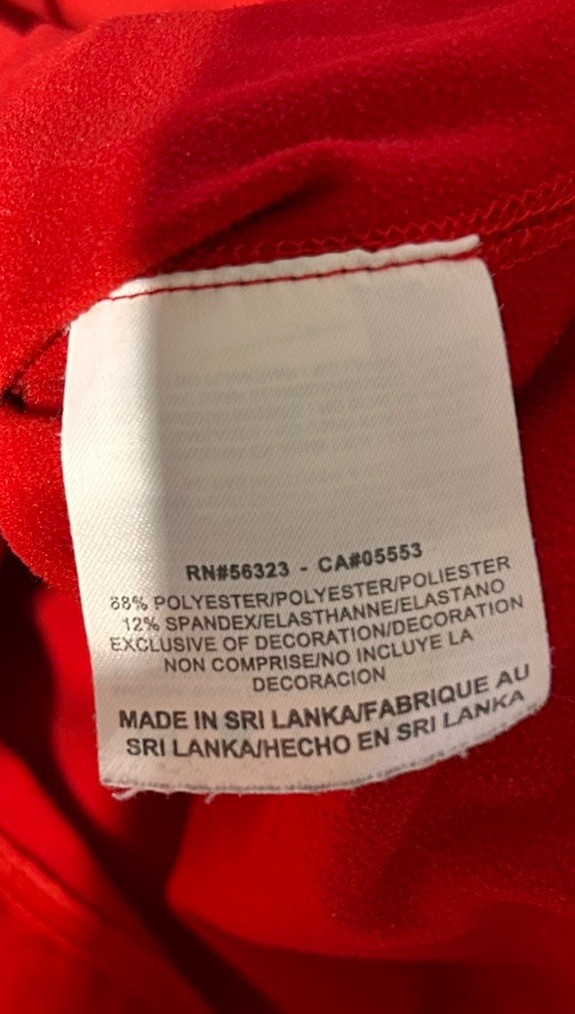 RN#56323 - CA#05553
88% POLYESTER/POLYESTER/POLIESTER
12% SPANDEX/ELASTHANNE/ELASTANO
EXCLUSIVE OF DECORATION/DECORATION
NON COMPRISE/NO INCLUYE LA
DECORACION
MADE IN SRI LANKA/FABRIQUE AU
SRI LANKA/HECHO EN SRI LANKA